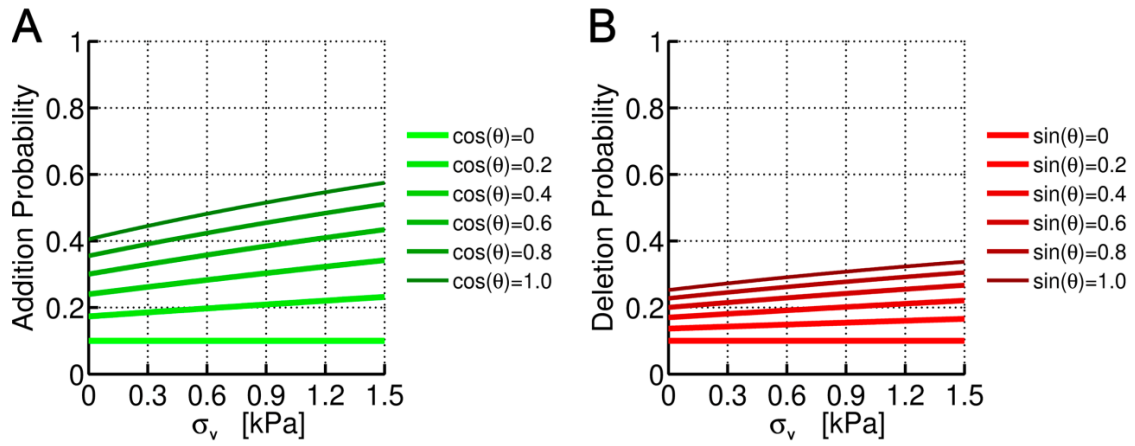 A
Addition Probability
1
0.8
0.6
0.4
0.2
0
0 0.3 0.6 0.9 1.2 1.5
σv [kPa]
cos(θ)=0
cos(θ)=0.2
cos(θ)=0.4
cos(θ)=0.6
cos(θ)=0.8
cos(θ)=1.0
B
Deletion Probability
1
0.8
0.6
0.4
0.2
0
0 0.3 0.6 0.9 1.2 1.5
σv [kPa]
sin(θ)=0
sin(θ)=0.2
sin(θ)=0.4
sin(θ)=0.6
sin(θ)=0.8
sin(θ)=1.0